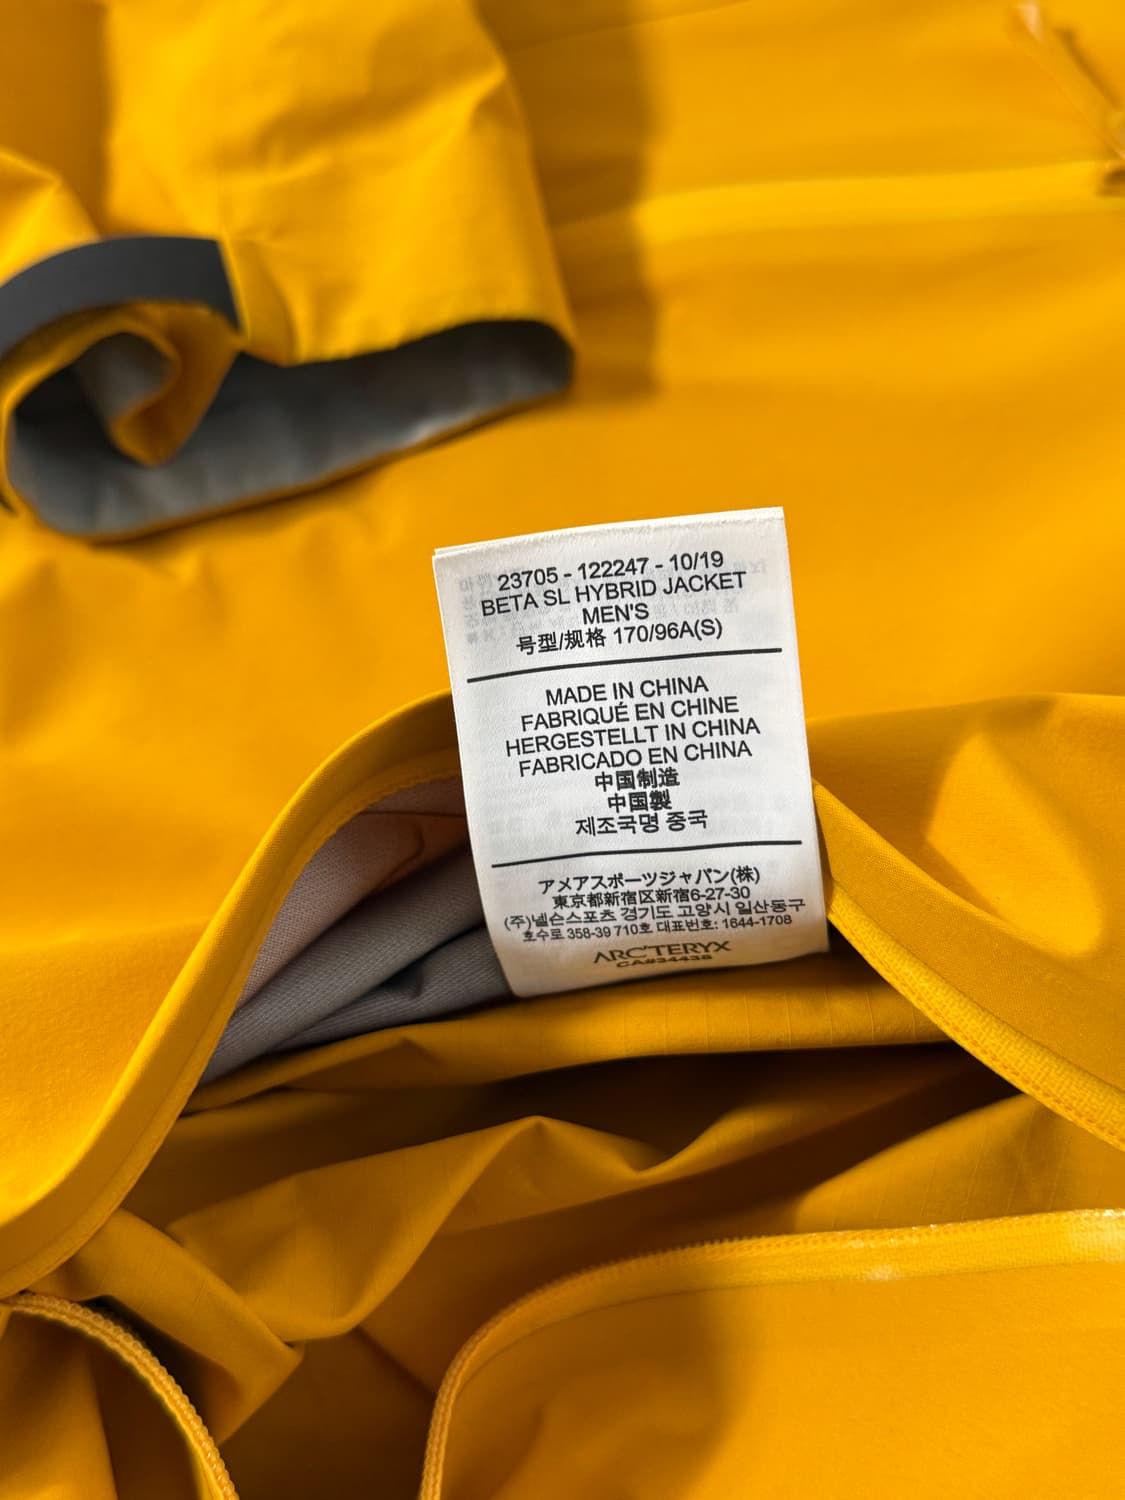 23705 - 122247 - 10/19
BETA SL HYBRID JACKET
MEN'S
号型/规格 170/96A(S)
MADE IN CHINA
FABRIQUÉ EN CHINE
HERGESTELLT IN CHINA
FABRICADO EN CHINA
中国制造
中国製
제조국명 중국
アメアスポーツジャパン(株)
東京都新宿区新宿6-27-30
(주)넬슨스포츠 경기도 고양시 일산동구
호수로 358-39 710호 대표번호: 1644-1708
ARC'TERYX
CA#34438